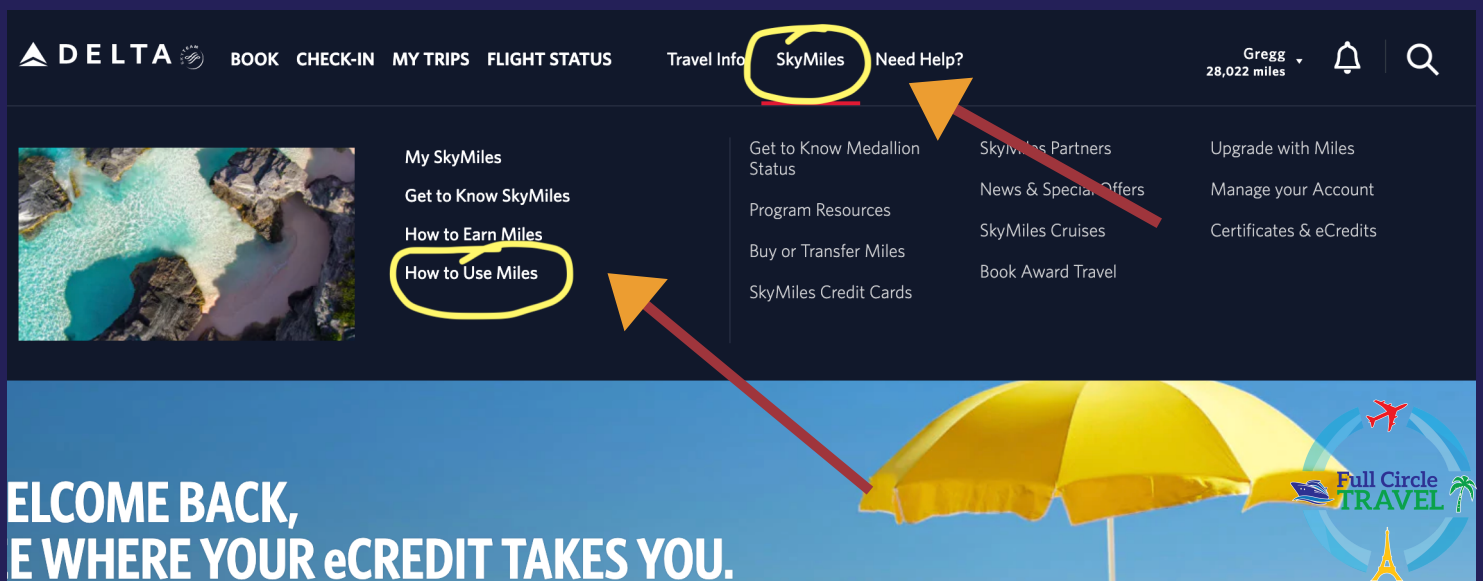 DELTA
BOOK CHECK-IN MY TRIPS FLIGHT STATUS Travel Info SkyMiles Need Help?
Gregg
28,022 miles
My SkyMiles
Get to Know SkyMiles
How to Earn Miles
How to Use Miles
Get to Know Medallion
Status
Program Resources
Buy or Transfer Miles
SkyMiles Credit Cards
SkyMiles Partners
News & Special Offers
SkyMiles Cruises
Book Award Travel
Upgrade with Miles
Manage your Account
Certificates & eCredits
ELCOME BACK,
E WHERE YOUR eCREDIT TAKES YOU.
Full Circle
TRAVEL